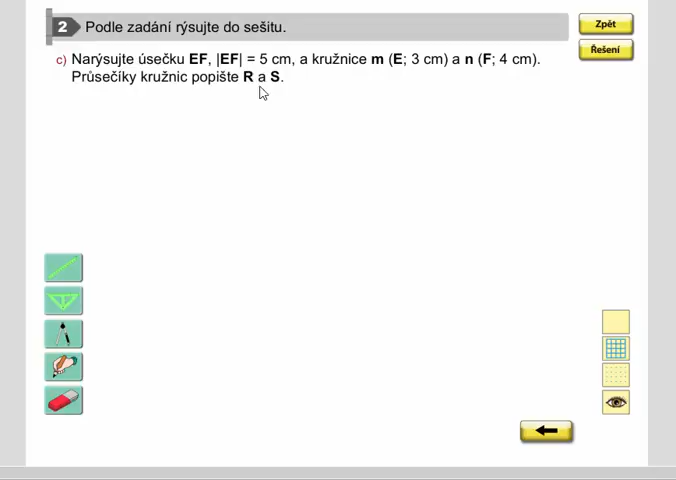 2 Podle zadání rýsujte do sešitu.
Zpět
Řešení
c) Narýsujte úsečku EF, |EF| = 5 cm, a kružnice m (E; 3 cm) a n (F; 4 cm).
Průsečíky kružnic popište R a S.